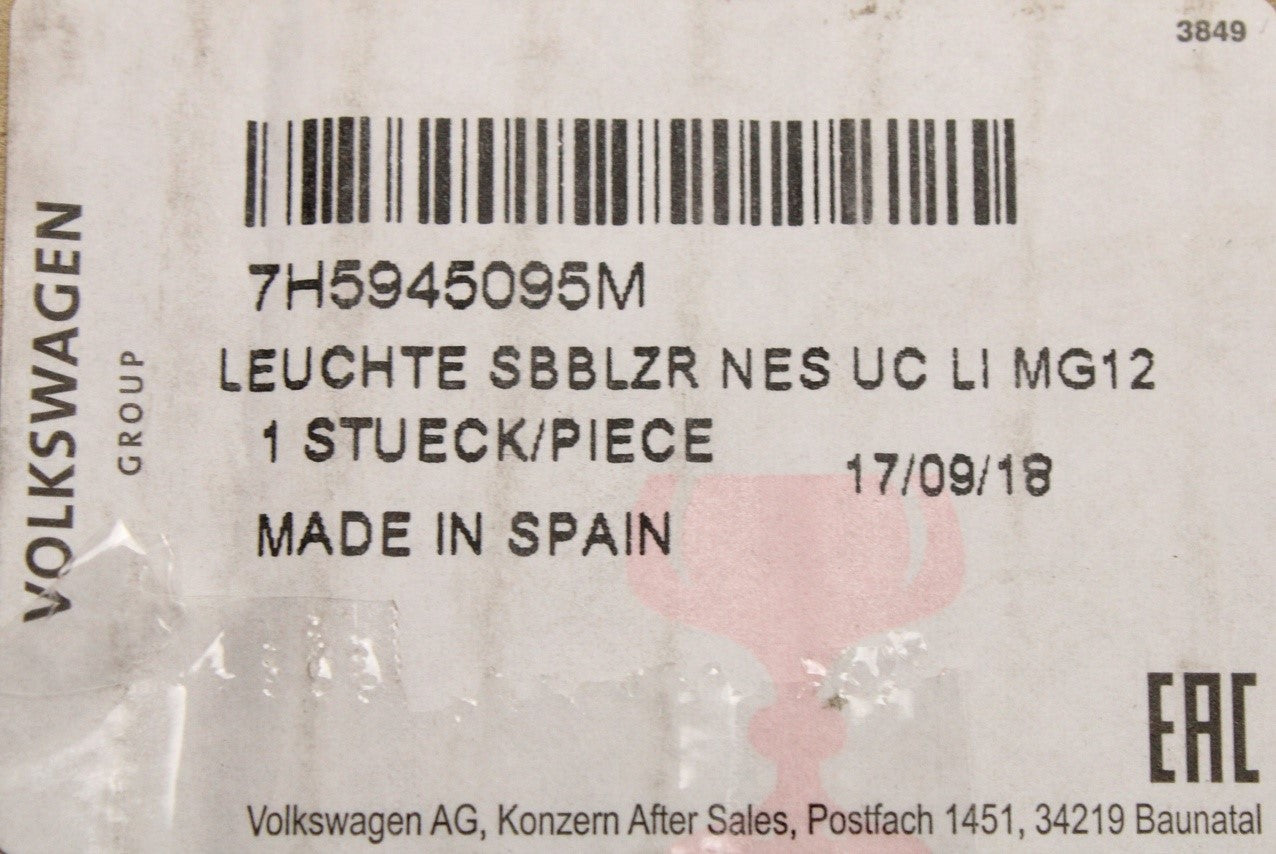 3849
VOLKSWAGEN
GROUP
7H5945095M
LEUCHTE SBBLZR NES UC LI MG12
1 STUECK/PIECE
17/09/18
MADE IN SPAIN
EAC
Volkswagen AG, Konzern After Sales, Postfach 1451, 34219 Baunatal